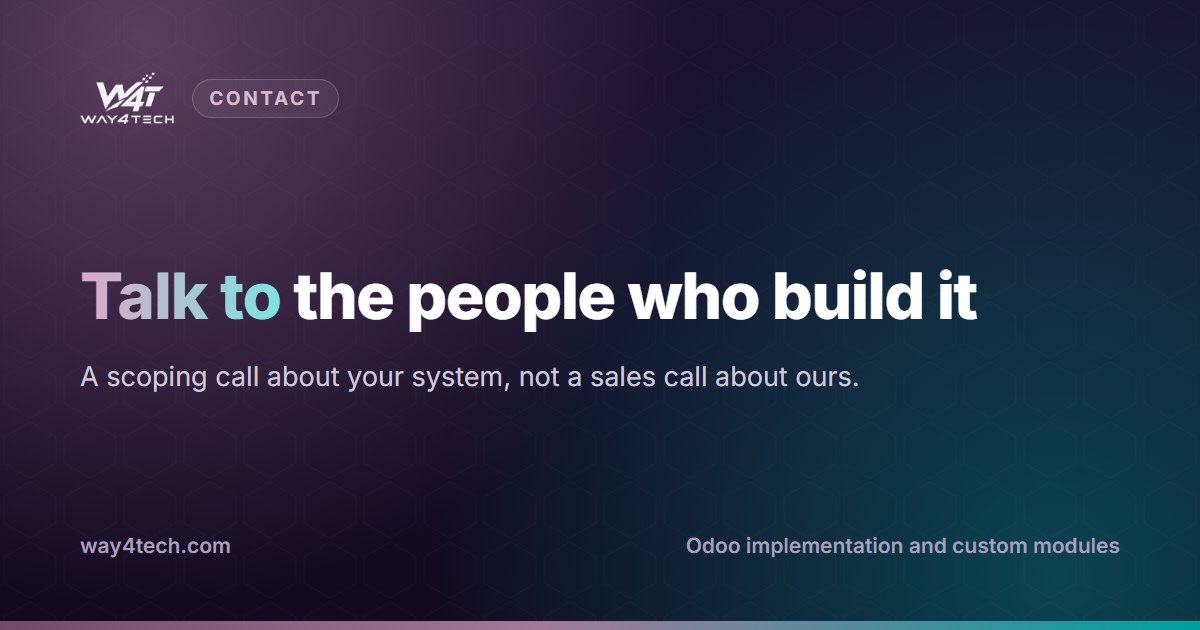 W4T
WAY4TECH
CONTACT
Talk to the people who build it
A scoping call about your system, not a sales call about ours.
way4tech.com
Odoo implementation and custom modules